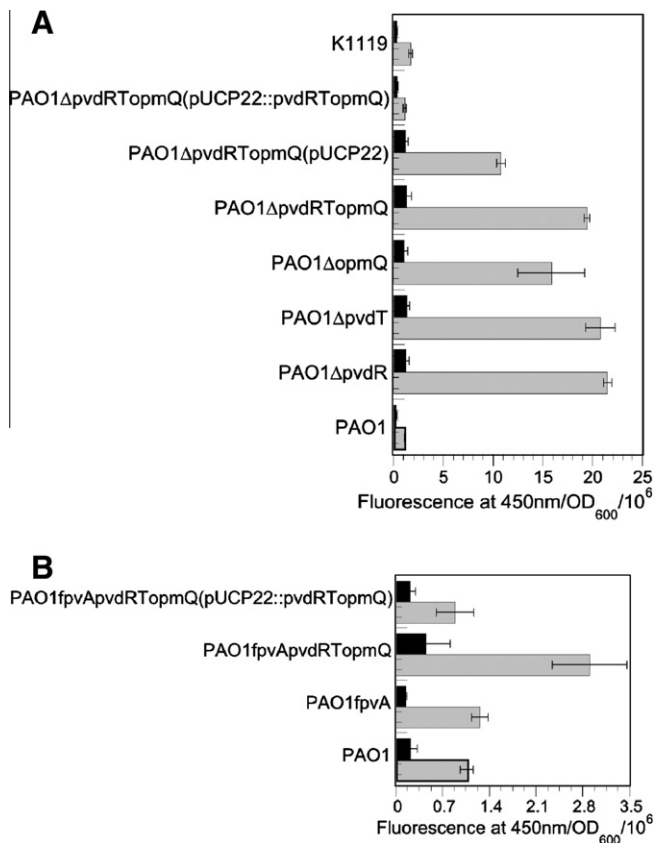 A
K1119
PAO1ΔpvdRTopmQ(pUCP22::pvdRTopmQ)
PAO1ΔpvdRTopmQ(pUCP22)
PAO1ΔpvdRTopmQ
PAO1ΔopmQ
PAO1ΔpvdT
PAO1ΔpvdR
PAO1
0 5 10 15 20 25
Fluorescence at 450nm/OD600/10^6
B
PAO1fpvApvdRTopmQ(pUCP22::pvdRTopmQ)
PAO1fpvApvdRTopmQ
PAO1fpvA
PAO1
0 0.7 1.4 2.1 2.8 3.5
Fluorescence at 450nm/OD600/10^6